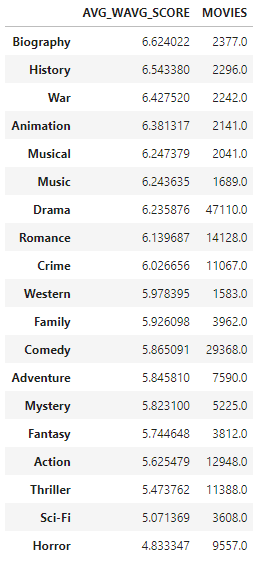 AVG_WAVG_SCORE MOVIES
Biography 6.624022 2377.0
History 6.543380 2296.0
War 6.427520 2242.0
Animation 6.381317 2141.0
Musical 6.247379 2041.0
Music 6.243635 1689.0
Drama 6.235876 47110.0
Romance 6.139687 14128.0
Crime 6.026656 11067.0
Western 5.978395 1583.0
Family 5.926098 3962.0
Comedy 5.865091 29368.0
Adventure 5.845810 7590.0
Mystery 5.823100 5225.0
Fantasy 5.744648 3812.0
Action 5.625479 12948.0
Thriller 5.473762 11388.0
Sci-Fi 5.071369 3608.0
Horror 4.833347 9557.0